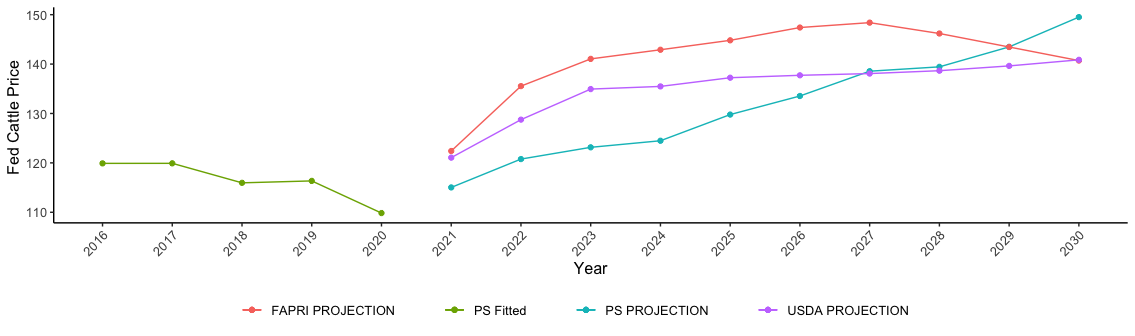 Fed Cattle Price
150
140
130
120
110
2016 2017 2018 2019 2020 2021 2022 2023 2024 2025 2026 2027 2028 2029 2030
Year
FAPRI PROJECTION PS Fitted PS PROJECTION USDA PROJECTION